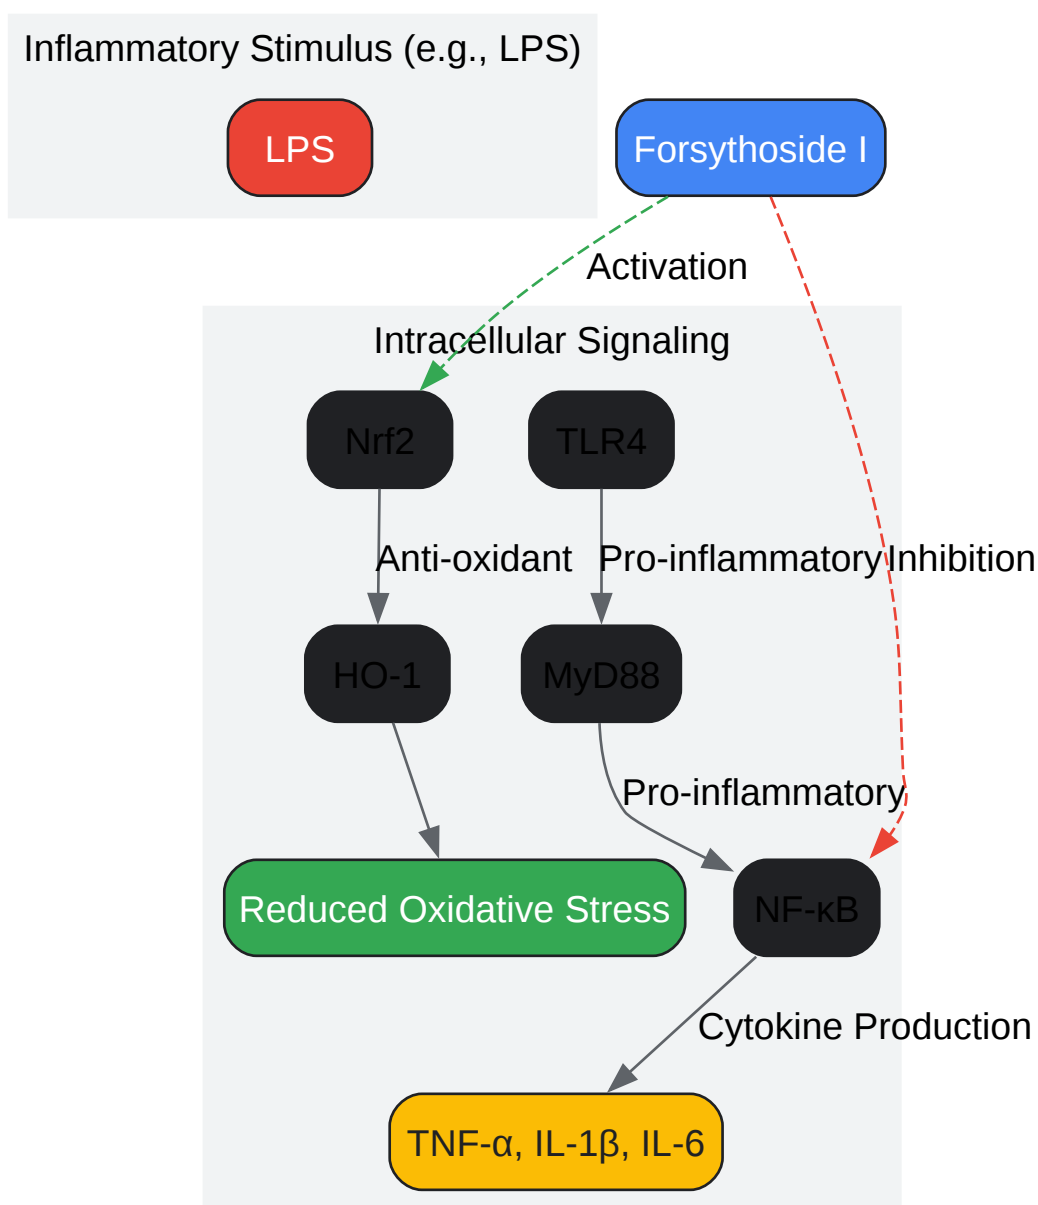 Inflammatory Stimulus (e.g., LPS)
LPS
Forsythoside I
Activation
Intracellular Signaling
Nrf2
TLR4
Anti-oxidant
Pro-inflammatory
Inhibition
HO-1
MyD88
Pro-inflammatory
Reduced Oxidative Stress
NF-κB
Cytokine Production
TNF-α, IL-1β, IL-6